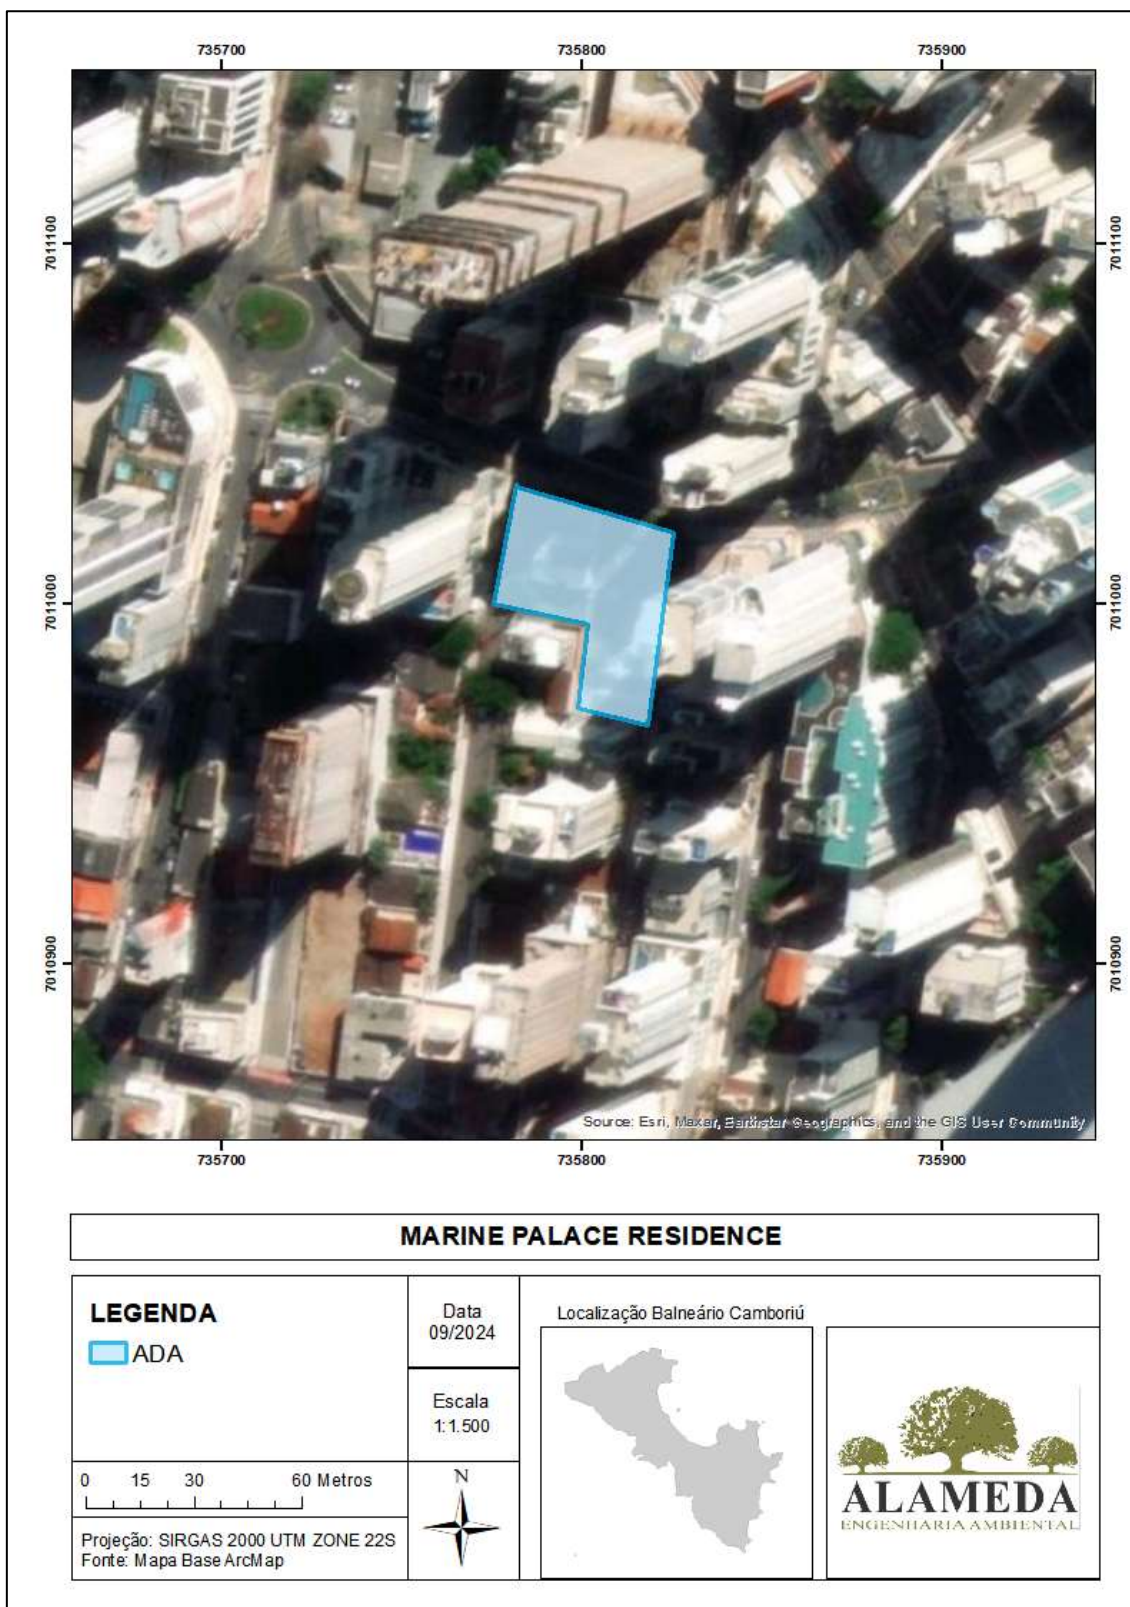 735700 735800 735900
7011100 7011100
7011000 7011000
7010900 7010900
Source: Esri, Maxar, Earthstar Geographics, and the GIS User Community
735700 735800 735900
MARINE PALACE RESIDENCE
LEGENDA
ADA
Data
09/2024
Escala
1:1.500
0 15 30 60 Metros
Projeção: SIRGAS 2000 UTM ZONE 22S
Fonte: Mapa Base ArcMap
N
Localização Balneário Camboriú
ALAMEDA
ENGENHARIA AMBIENTAL